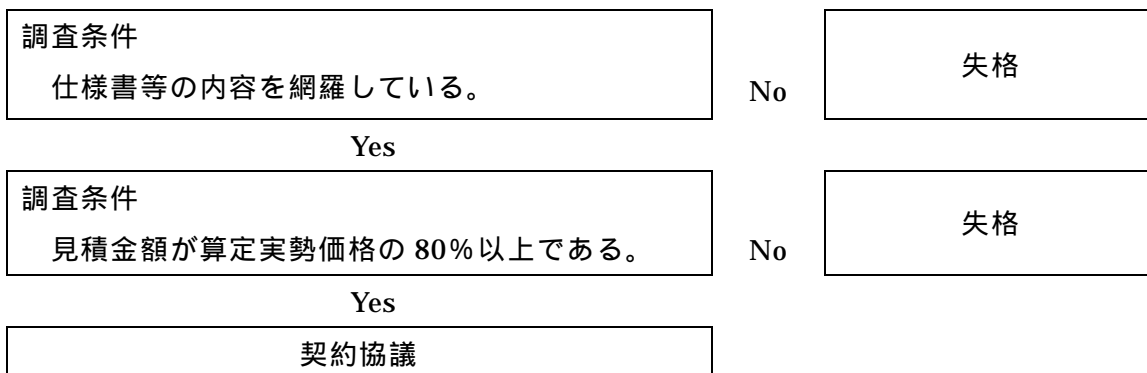 調査条件
仕様書等の内容を網羅している。
No
失格
Yes
調査条件
見積金額が算定実勢価格の 80%以上である。
No
失格
Yes
契約協議